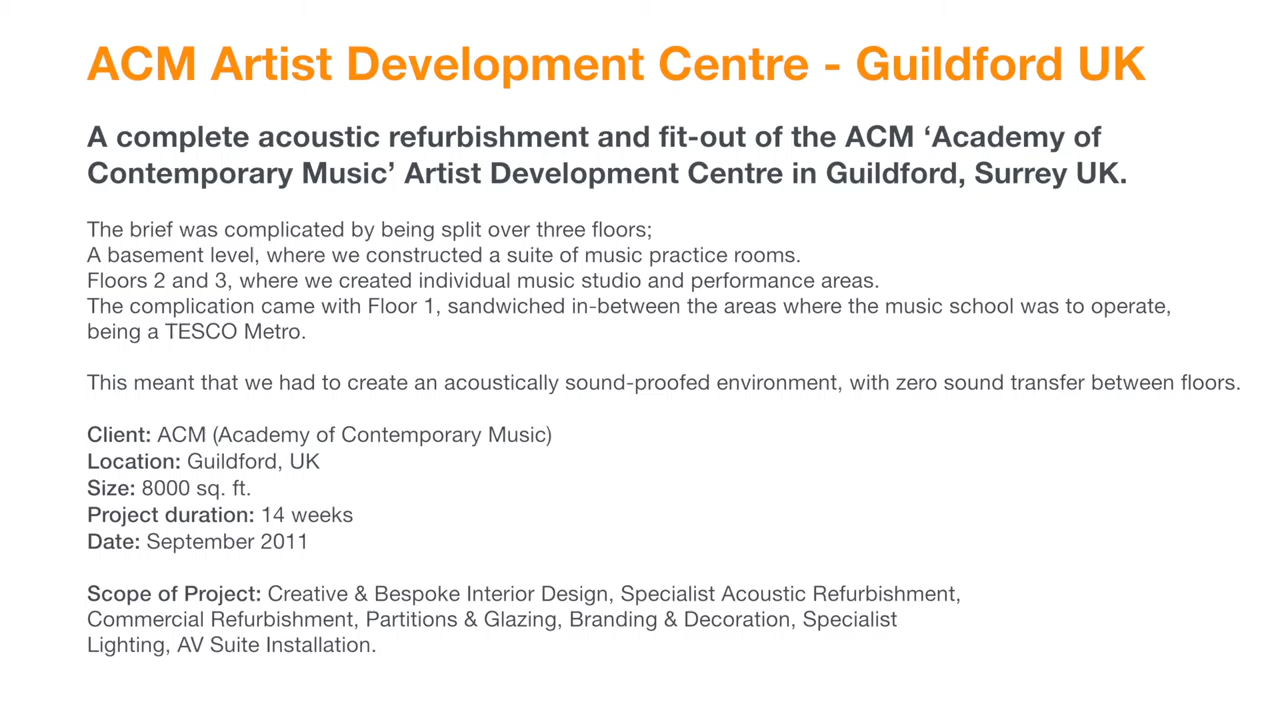 ACM Artist Development Centre - Guildford UK
A complete acoustic refurbishment and fit-out of the ACM ‘Academy of
Contemporary Music’ Artist Development Centre in Guildford, Surrey UK.
The brief was complicated by being split over three floors;
A basement level, where we constructed a suite of music practice rooms.
Floors 2 and 3, where we created individual music studio and performance areas.
The complication came with Floor 1, sandwiched in-between the areas where the music school was to operate,
being a TESCO Metro.
This meant that we had to create an acoustically sound-proofed environment, with zero sound transfer between floors.
Client: ACM (Academy of Contemporary Music)
Location: Guildford, UK
Size: 8000 sq. ft.
Project duration: 14 weeks
Date: September 2011
Scope of Project: Creative & Bespoke Interior Design, Specialist Acoustic Refurbishment,
Commercial Refurbishment, Partitions & Glazing, Branding & Decoration, Specialist
Lighting, AV Suite Installation.